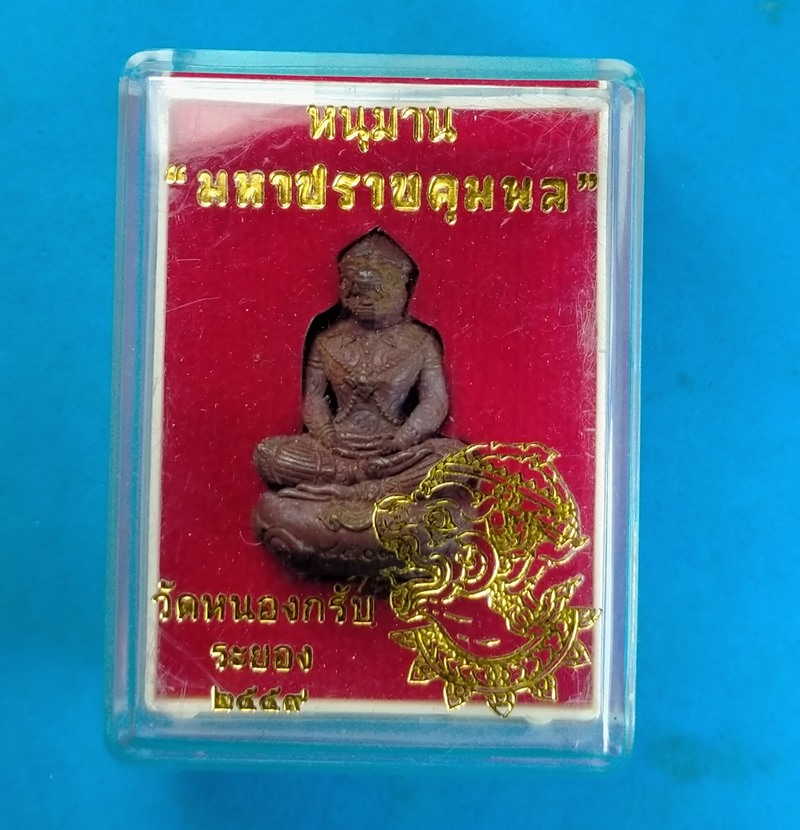 หนุมาน
“มหาปราบคุมพล”
วัดหนองกรับ
ระยอง
๒๕๕๙